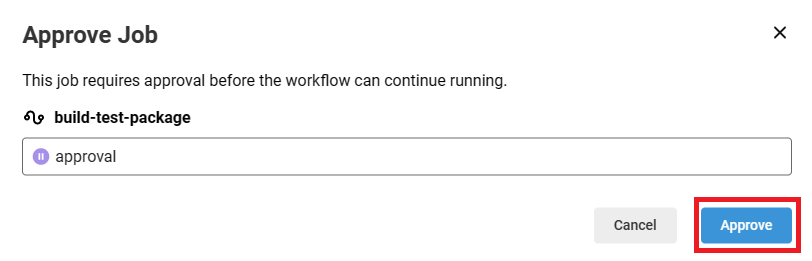 Approve Job
This job requires approval before the workflow can continue running.
build-test-package
approval
Cancel
Approve